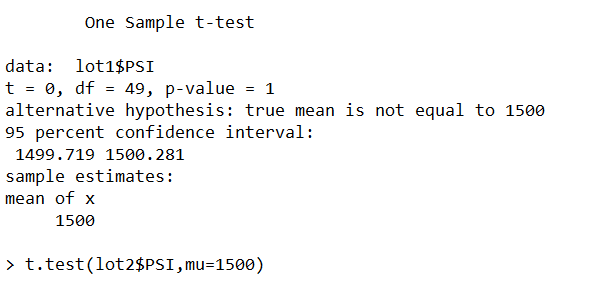 One Sample t-test
data:  lot1$PSI
t = 0, df = 49, p-value = 1
alternative hypothesis: true mean is not equal to 1500
95 percent confidence interval:
1499.719 1500.281
sample estimates:
mean of x
1500
> t.test(lot2$PSI,mu=1500)